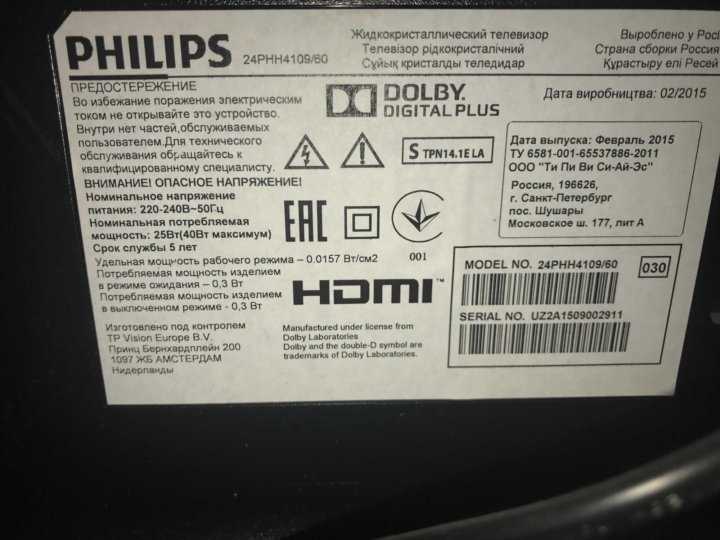 PHILIPS 24PHH4109/60
Жидкокристаллический телевизор
Телевізор рідкокристалічний
Сұйық кристалды теледидар
Вироблено у Росі
Страна сборки Россия
Құрастыру елі Ресей
ПРЕДОСТЕРЕЖЕНИЕ
Во избежание поражения электрическим
током не открывайте это устройство.
Внутри нет частей,обслуживаемых
пользователем.Для технического
обслуживания обращайтесь к
квалифицированному специалисту.
ВНИМАНИЕ! ОПАСНОЕ НАПРЯЖЕНИЕ!
Номинальное напряжение
питания: 220-240В~50Гц
Номинальная потребляемая
мощность: 25Вт(40Вт максимум)
Срок службы 5 лет
Удельная мощность рабочего режима – 0.0157 Вт/см2
Потребляемая мощность изделием
в режиме ожидания – 0,3 Вт
Потребляемая мощность изделием
в выключенном режиме - 0,3 Вт
Изготовлено под контролем
TP Vision Europe B.V.
Принц Бернхардплейн 200
1097 ЖБ АМСТЕРДАМ
Нидерланды
DOLBY.
DIGITAL PLUS
Дата виробництва: 02/2015
S TPN14.1E LA
Дата выпуска: Февраль 2015
ТУ 6581-001-65537886-2011
ООО "Ти Пи Ви Си-Ай-Эс"
Россия, 196626,
г. Санкт-Петербург
пос. Шушары
Московское ш. 177, лит А
EAC
001
HDMI™
Manufactured under license from
Dolby Laboratories
Dolby and the double-D symbol are
trademarks of Dolby Laboratories.
MODEL NO. 24PHH4109/60
030
SERIAL NO. UZ2A1509002911